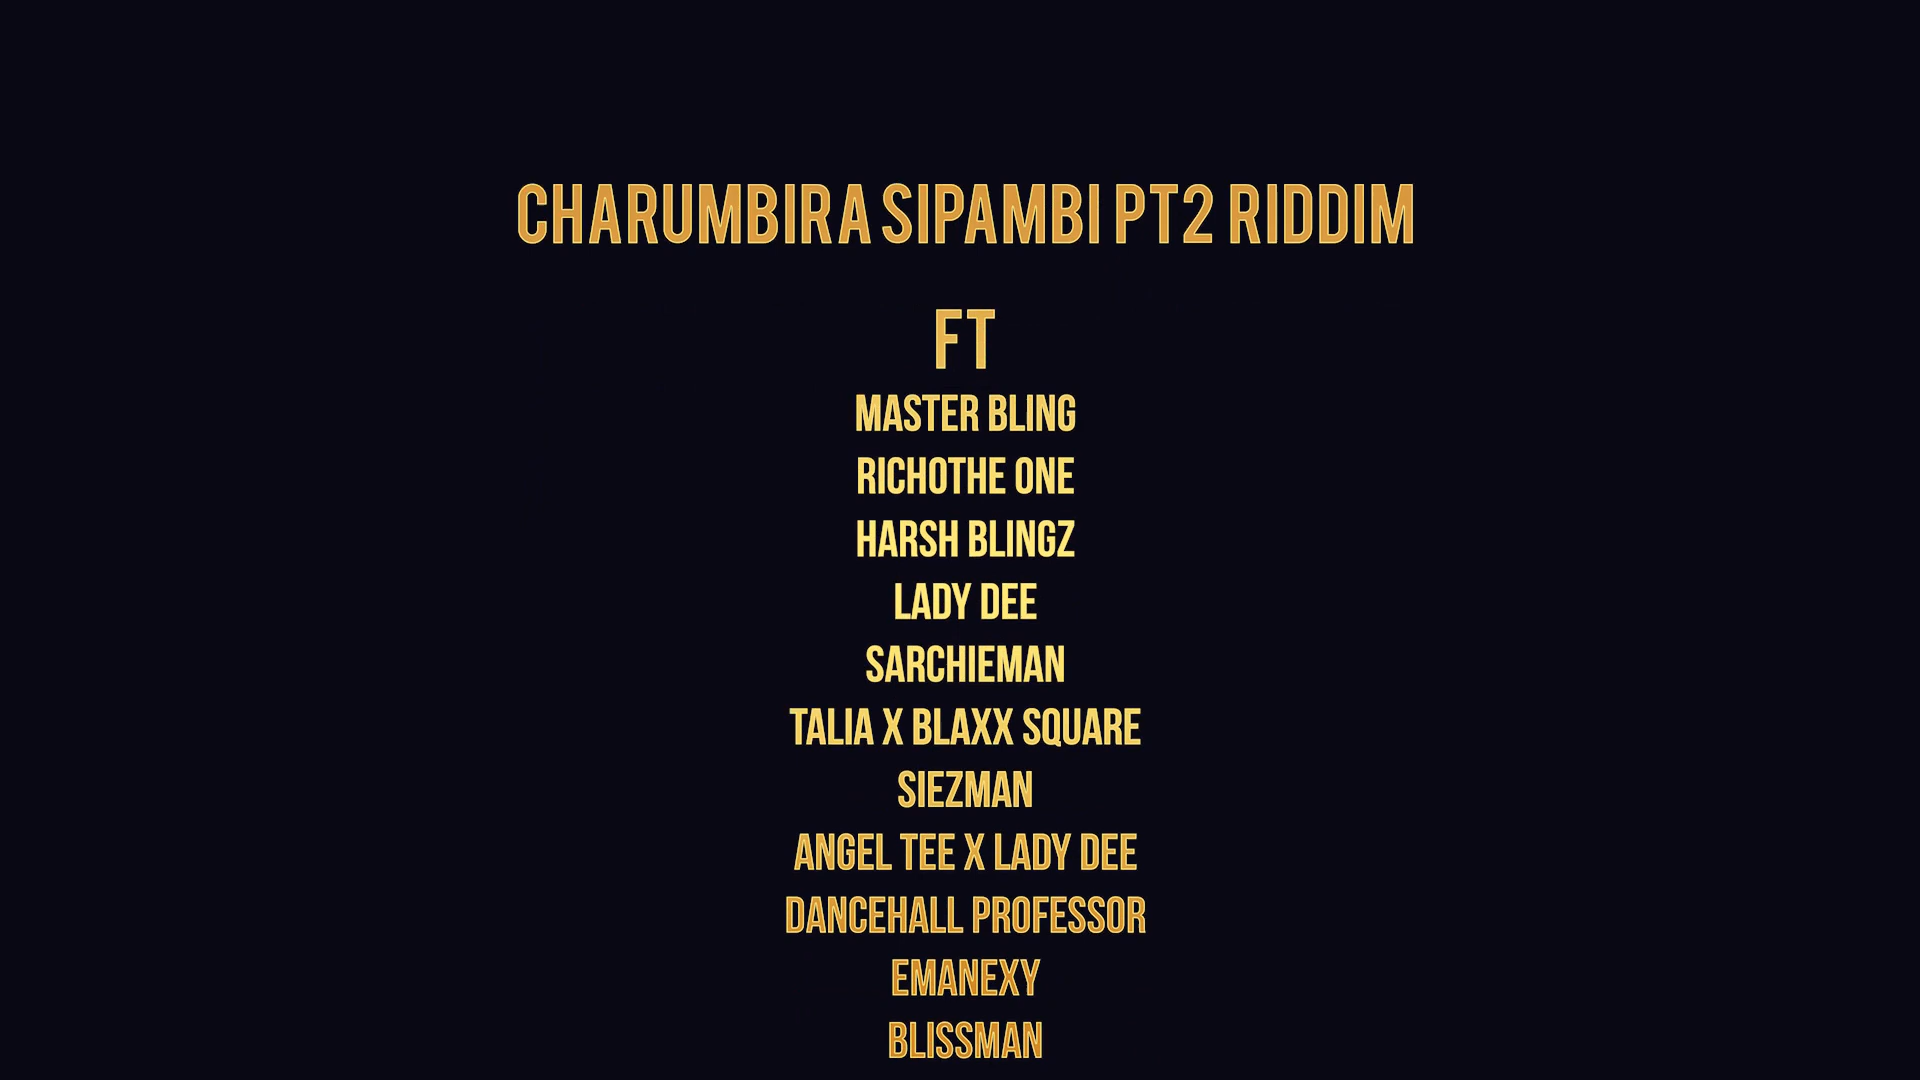 CHARUMBIRA SIPAMBI PT2 RIDDIM
FT
MASTER BLING
RICHOTHE ONE
HARSH BLINGZ
LADY DEE
SARCHIEMAN
TALIA X BLAXX SQUARE
SIEZMAN
ANGEL TEE X LADY DEE
DANCEHALL PROFESSOR
EMANEXY
BLISSMAN